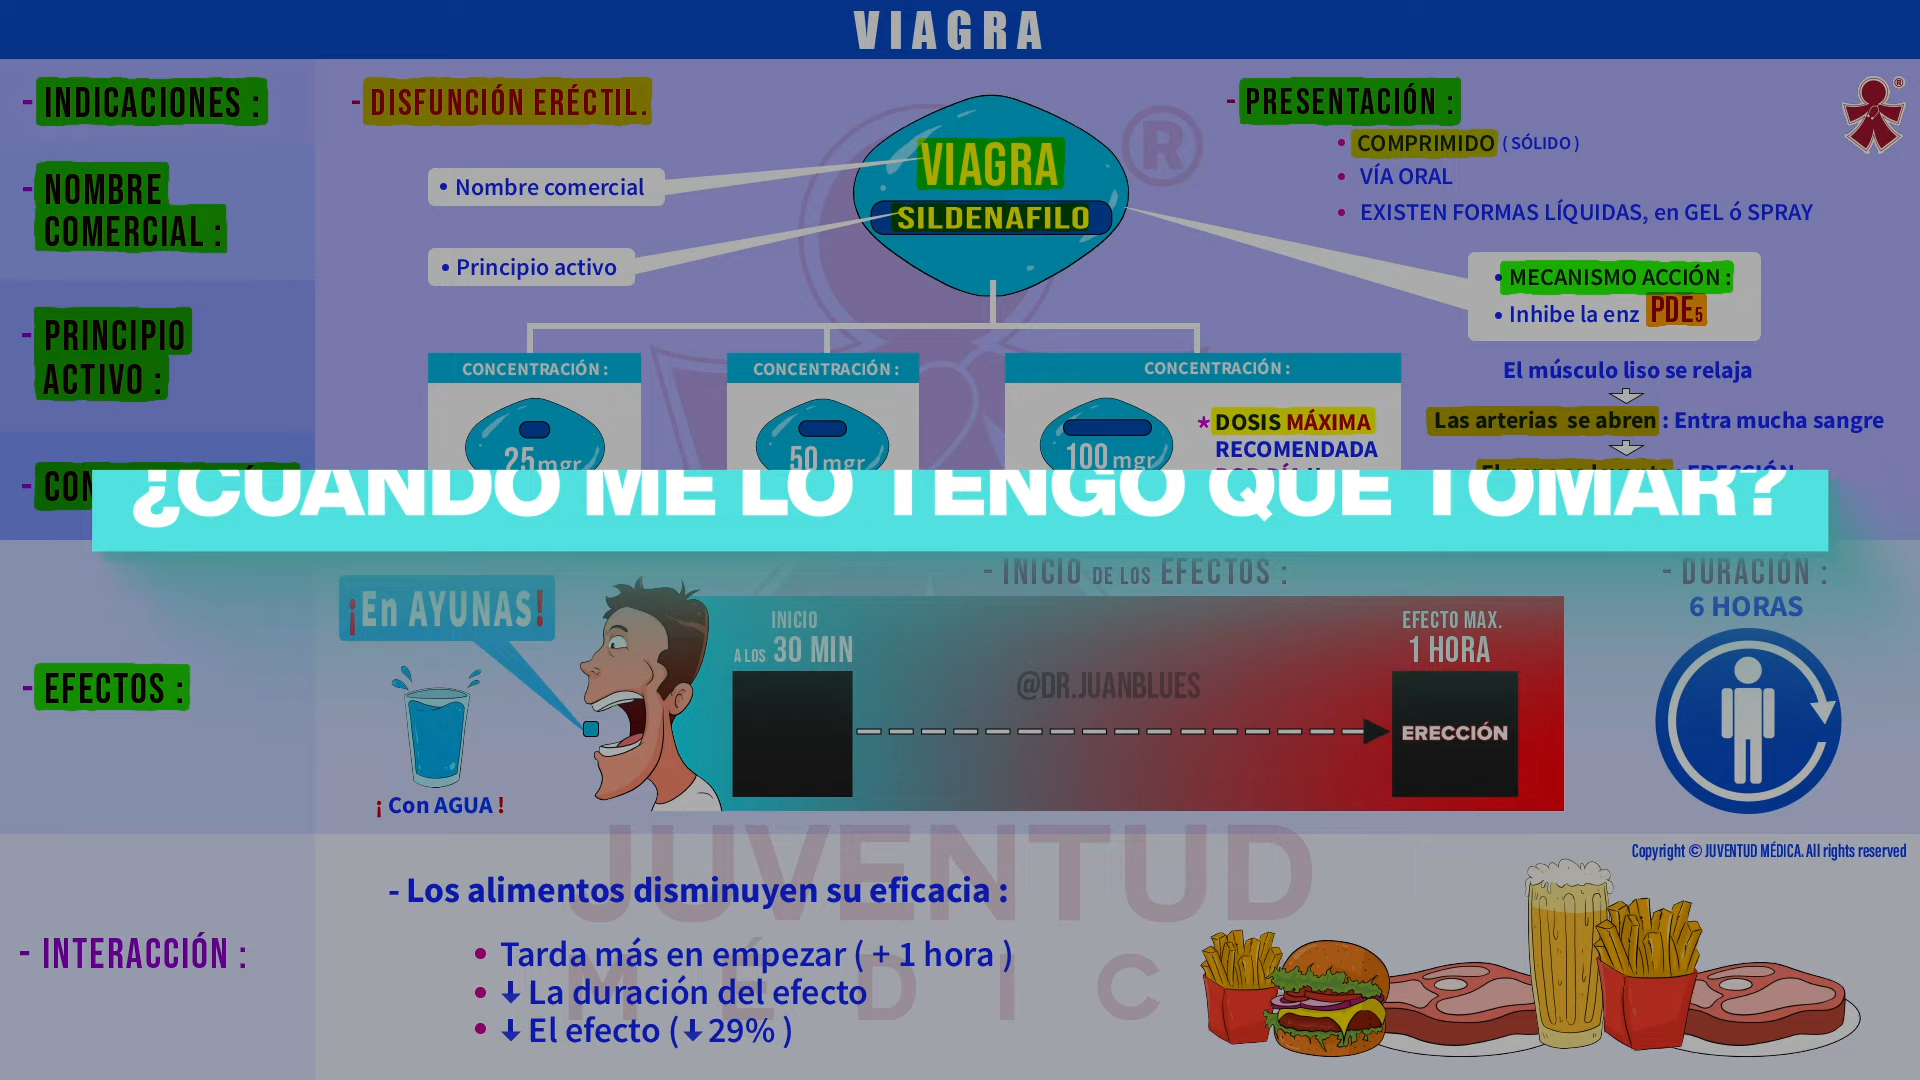 VIAGRA
- INDICACIONES :
- DISFUNCIÓN ERÉCTIL.
- NOMBRE
COMERCIAL :
• Nombre comercial
VIAGRA
SILDENAFILO
®
• Principio activo
- PRESENTACIÓN :
• COMPRIMIDO ( SÓLIDO )
• VÍA ORAL
• EXISTEN FORMAS LÍQUIDAS, en GEL ó SPRAY
®
• MECANISMO ACCIÓN :
• Inhibe la enz PDE5
El músculo liso se relaja
Las arterias se abren : Entra mucha sangre
- PRINCIPIO
ACTIVO :
CONCENTRACIÓN :
25 mgr
CONCENTRACIÓN :
50 mgr
CONCENTRACIÓN :
100 mgr
* DOSIS MÁXIMA
RECOMENDADA
¿CUÁNDO ME LO TENGO QUE TOMAR?
- EFECTOS :
¡En AYUNAS!
¡ Con AGUA !
- INICIO DE LOS EFECTOS :
INICIO
A LOS 30 MIN
@DR.JUANBLUES
EFECTO MAX.
1 HORA
ERECCIÓN
- DURACIÓN :
6 HORAS
Copyright © JUVENTUD MÉDICA. All rights reserved
JUVENTUD
MÉDIC
- INTERACCIÓN :
- Los alimentos disminuyen su eficacia :
• Tarda más en empezar ( + 1 hora )
• ↓ La duración del efecto
• ↓ El efecto ( ↓ 29% )